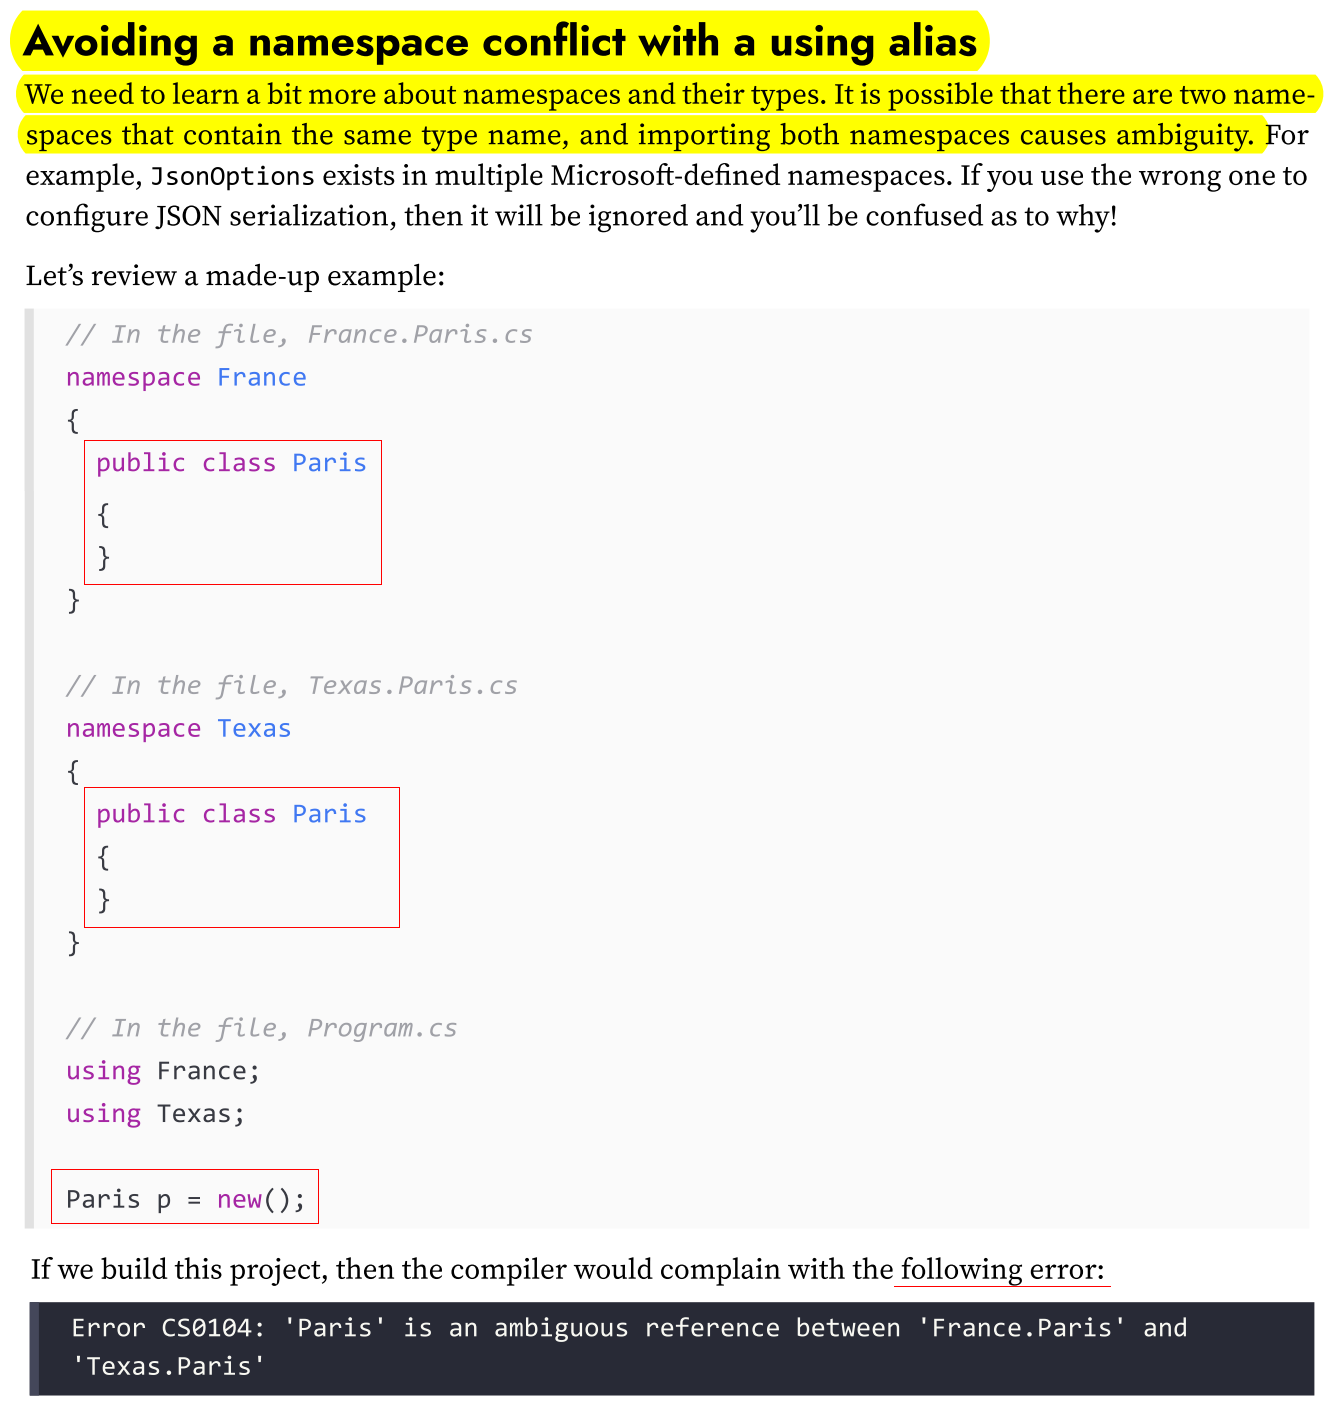 Avoiding a namespace conflict with a using alias
We need to learn a bit more about namespaces and their types. It is possible that there are two name-
spaces that contain the same type name, and importing both namespaces causes ambiguity. For
example, JsonOptions exists in multiple Microsoft-defined namespaces. If you use the wrong one to
configure JSON serialization, then it will be ignored and you’ll be confused as to why!
Let’s review a made-up example:
// In the file, France.Paris.cs
namespace France
{
public class Paris
{
}
}
// In the file, Texas.Paris.cs
namespace Texas
{
public class Paris
{
}
}
// In the file, Program.cs
using France;
using Texas;
Paris p = new();
If we build this project, then the compiler would complain with the following error:
Error CS0104: 'Paris' is an ambiguous reference between 'France.Paris' and
'Texas.Paris'